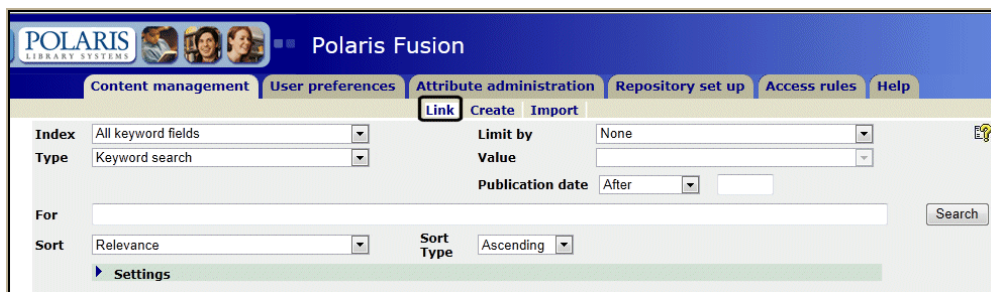 POLARIS
LIBRARY SYSTEMS
Polaris Fusion
Content management User preferences Attribute administration Repository set up Access rules Help
Link Create Import
Index All keyword fields Limit by None
Type Keyword search Value
Publication date After
For Search
Sort Relevance Sort Type Ascending
Settings